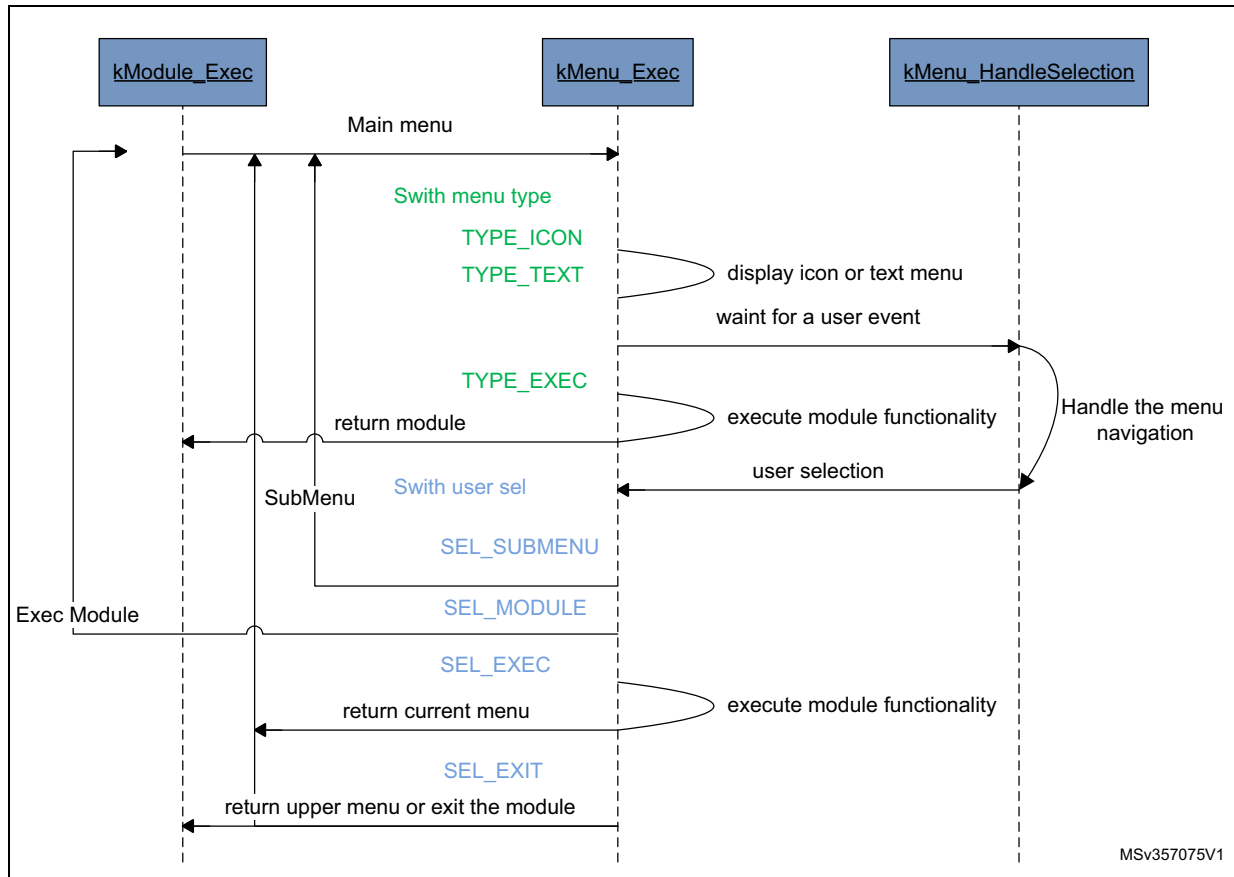 kModule_Exec
kMenu_Exec
kMenu_HandleSelection
Main menu
Swith menu type
TYPE_ICON
TYPE_TEXT
display icon or text menu
waint for a user event
TYPE_EXEC
execute module functionality
Handle the menu
navigation
return module
user selection
Swith user sel
SubMenu
SEL_SUBMENU
SEL_MODULE
Exec Module
SEL_EXEC
execute module functionality
return current menu
SEL_EXIT
return upper menu or exit the module
MSv357075V1